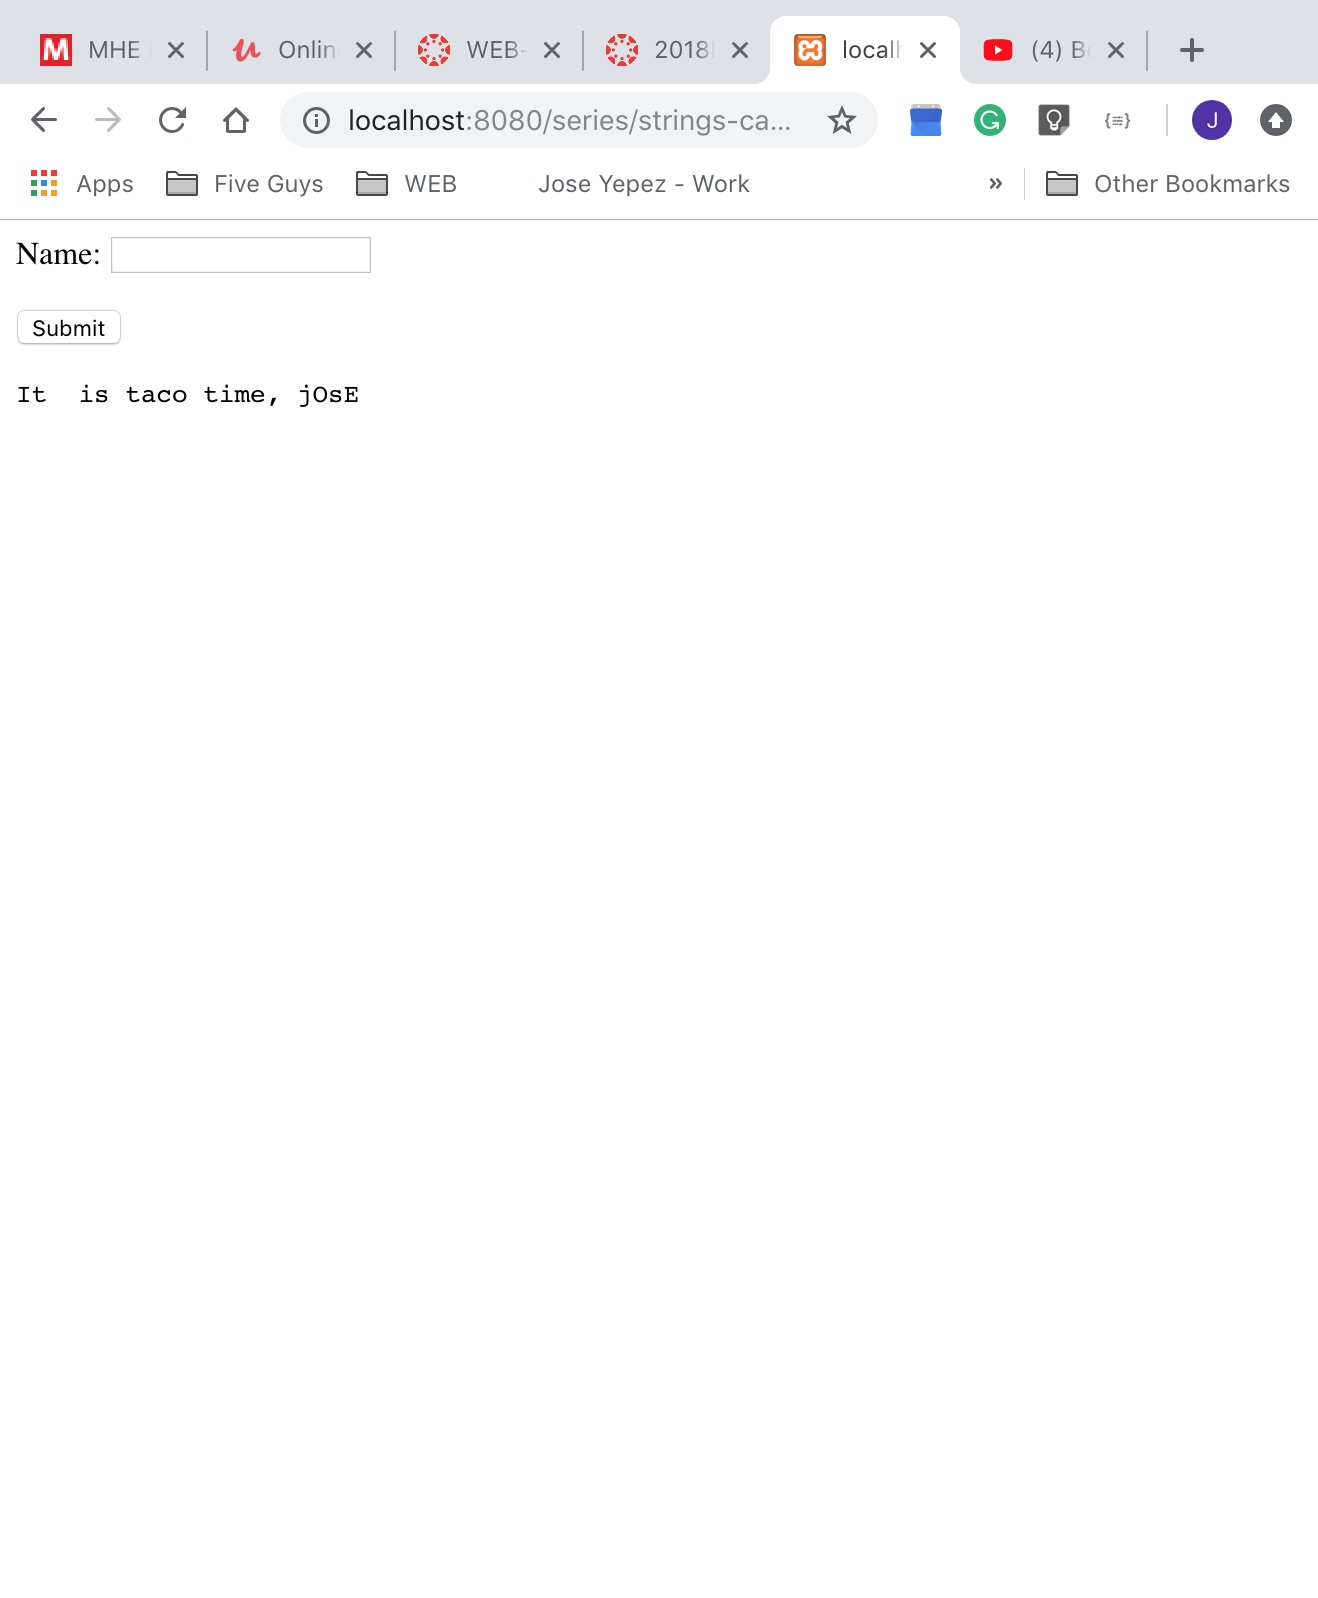 MHE Onlin WEB- 2018 localh (4) B
localhost:8080/series/strings-ca...
J
Apps Five Guys WEB Jose Yepez - Work » Other Bookmarks
Name:
Submit
It  is taco time, jOsE